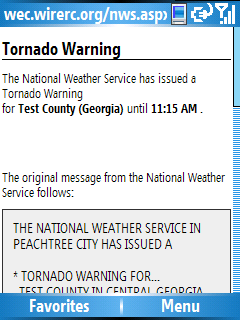 wec.wirerc.org/nws.aspx
Tornado Warning
The National Weather Service has issued a
Tornado Warning
for Test County (Georgia) until 11:15 AM .
The original message from the National Weather
Service follows:
THE NATIONAL WEATHER SERVICE IN
PEACHTREE CITY HAS ISSUED A
* TORNADO WARNING FOR...
TEST COUNTY IN CENTRAL GEORGIA
Favorites Menu